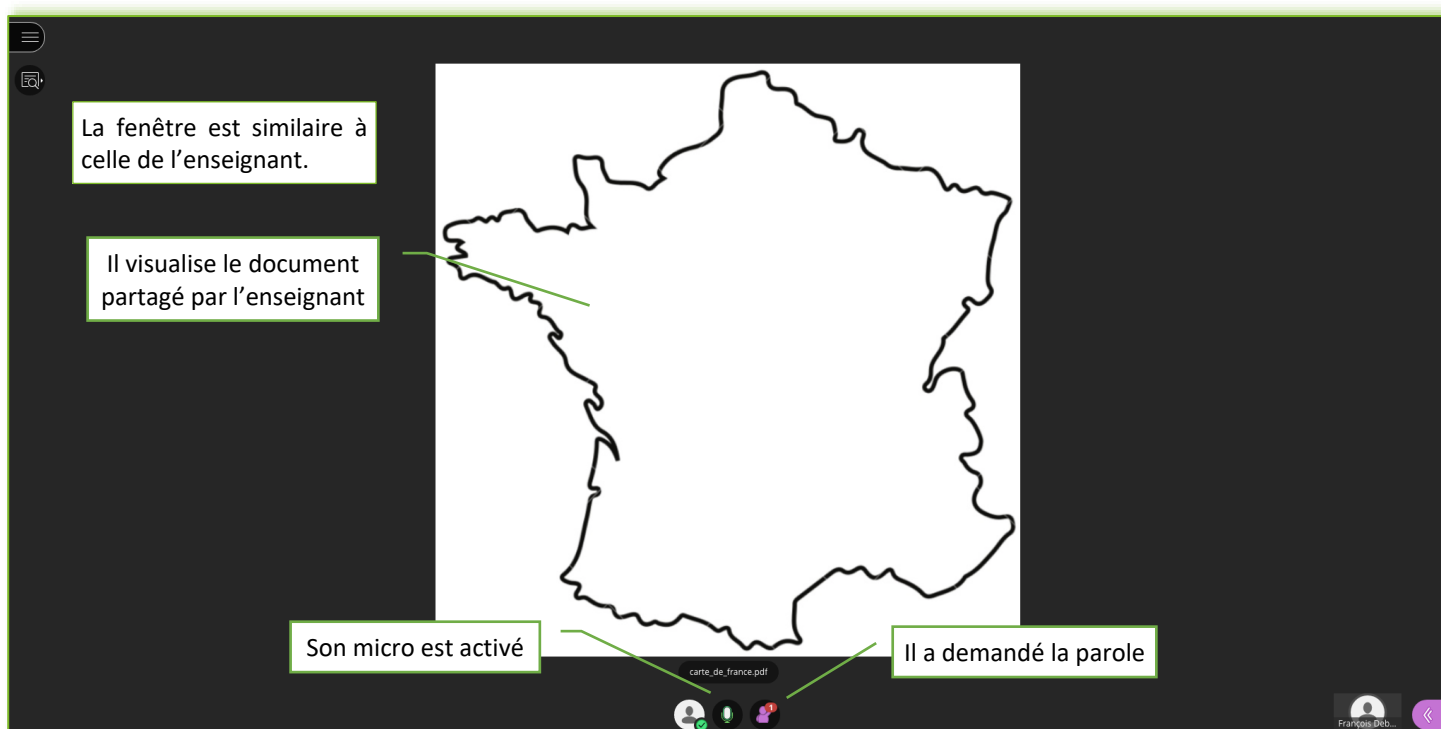 La fenêtre est similaire à
celle de l’enseignant.
Il visualise le document
partagé par l’enseignant
Son micro est activé
Il a demandé la parole
carte_de_france.pdf
1
François Deb...